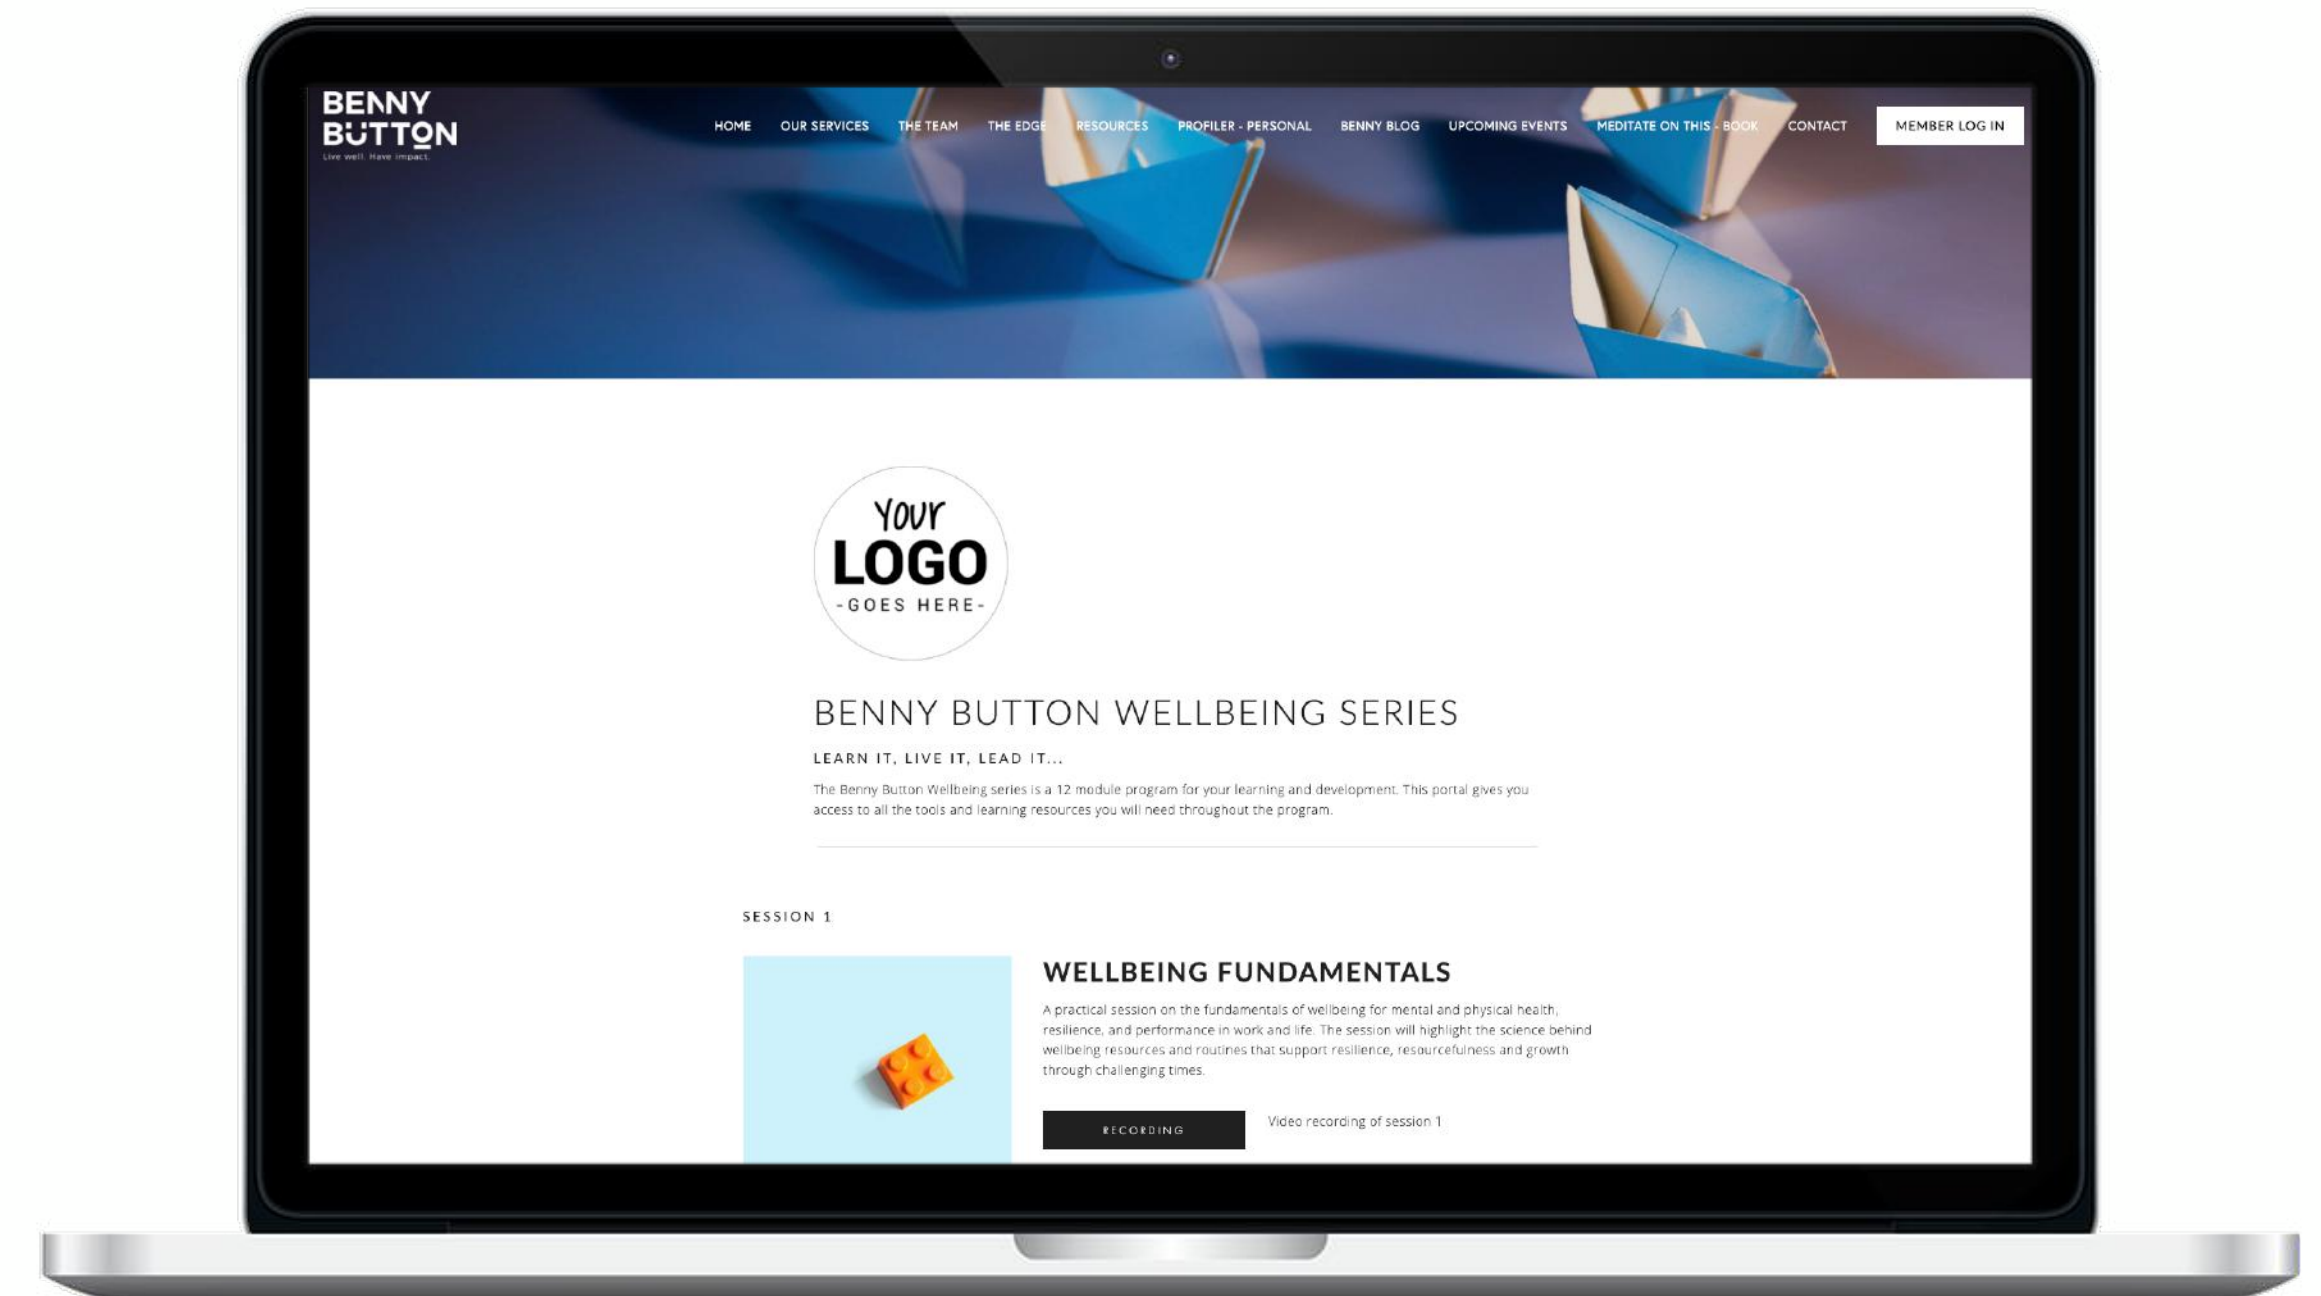 BENNY
BUTTON
Live well. Have impact.
HOME OUR SERVICES THE TEAM THE EDGE RESOURCES PROFILER - PERSONAL BENNY BLOG UPCOMING EVENTS MEDITATE ON THIS - BOOK CONTACT MEMBER LOG IN
Your
LOGO
-GOES HERE-
BENNY BUTTON WELLBEING SERIES
LEARN IT, LIVE IT, LEAD IT...
The Benny Button Wellbeing series is a 12 module program for your learning and development. This portal gives you
access to all the tools and learning resources you will need throughout the program.
SESSION 1
WELLBEING FUNDAMENTALS
A practical session on the fundamentals of wellbeing for mental and physical health,
resilience, and performance in work and life. The session will highlight the science behind
wellbeing resources and routines that support resilience, resourcefulness and growth
through challenging times.
RECORDING Video recording of session 1